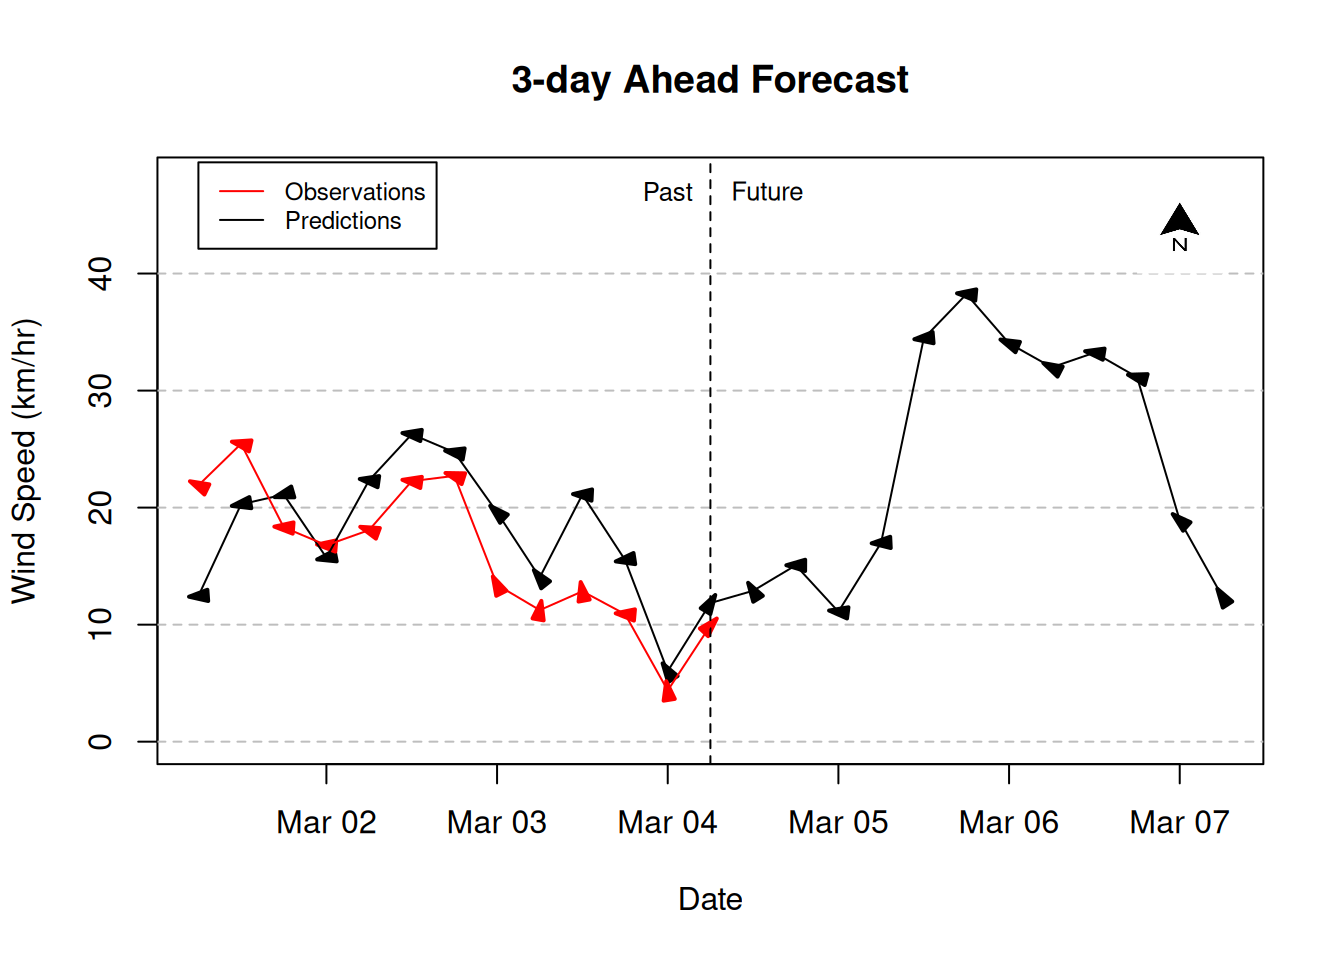 3-day Ahead Forecast
Observations
Predictions
Past
Future
N
Wind Speed (km/hr)
40
30
20
10
0
Mar 02
Mar 03
Mar 04
Mar 05
Mar 06
Mar 07
Date